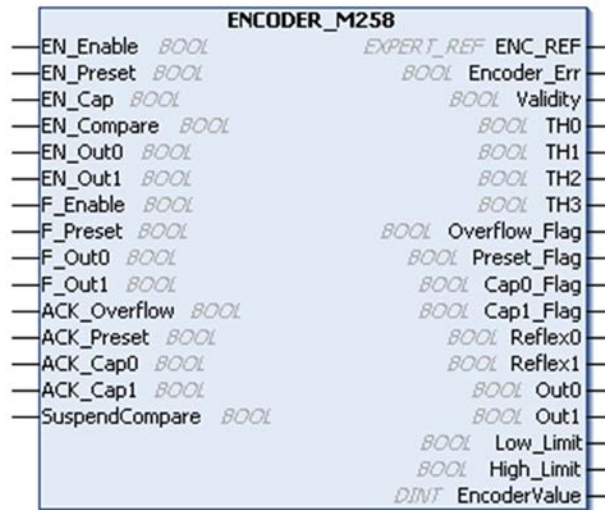 ENCODER_M258
EN_Enable BOOL EXPERT_REF ENC_REF
EN_Preset BOOL BOOL Encoder_Err
EN_Cap BOOL BOOL Validity
EN_Compare BOOL BOOL TH0
EN_Out0 BOOL BOOL TH1
EN_Out1 BOOL BOOL TH2
F_Enable BOOL BOOL TH3
F_Preset BOOL BOOL Overflow_Flag
F_Out0 BOOL BOOL Preset_Flag
F_Out1 BOOL BOOL Cap0_Flag
ACK_Overflow BOOL BOOL Cap1_Flag
ACK_Preset BOOL BOOL Reflex0
ACK_Cap0 BOOL BOOL Reflex1
ACK_Cap1 BOOL BOOL Out0
SuspendCompare BOOL BOOL Out1
BOOL Low_Limit
BOOL High_Limit
DINT EncoderValue